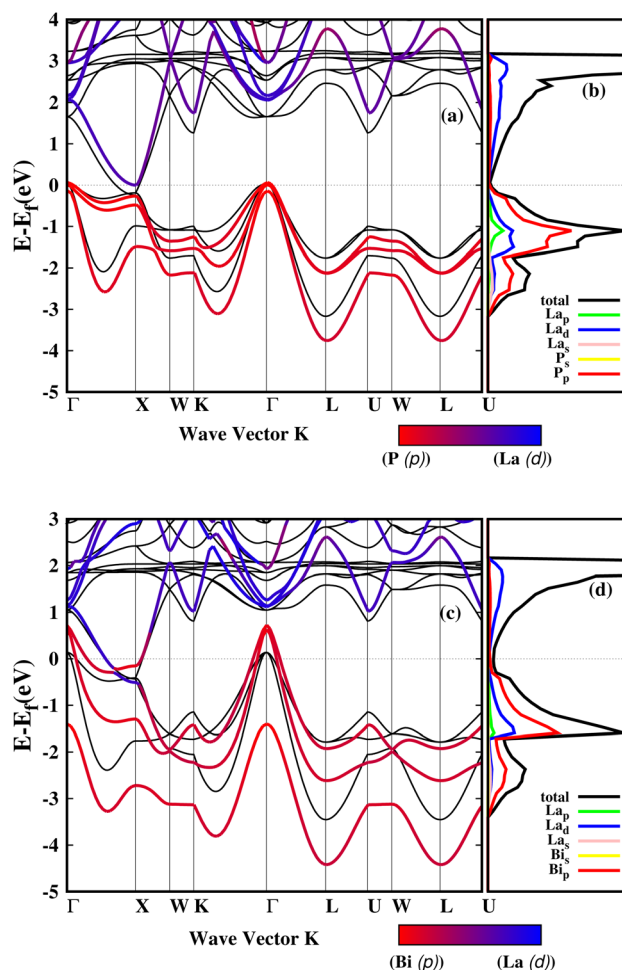 4
3
2
1
0
-1
-2
-3
-4
-5
E-E_f(eV)
(a)
(b)
total
La_p
La_d
La_s
P_s
P_p
Γ X W K Γ L U W L U
Wave Vector K
(P (p)) (La (d))
3
2
1
0
-1
-2
-3
-4
-5
E-E_f(eV)
(c)
(d)
total
La_p
La_d
La_s
Bi_s
Bi_p
Γ X W K Γ L U W L U
Wave Vector K
(Bi (p)) (La (d))